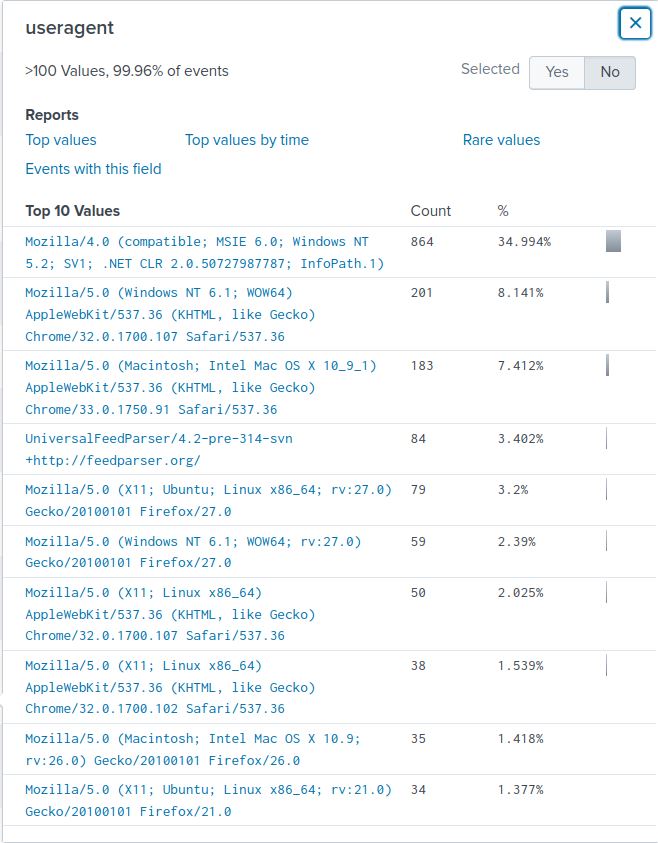 useragent
>100 Values, 99.96% of events
Selected Yes No
Reports
Top values Top values by time Rare values
Events with this field
Top 10 Values Count %
Mozilla/4.0 (compatible; MSIE 6.0; Windows NT 864 34.994%
5.2; SV1; .NET CLR 2.0.50727987787; InfoPath.1)
Mozilla/5.0 (Windows NT 6.1; WOW64) 201 8.141%
AppleWebKit/537.36 (KHTML, like Gecko)
Chrome/32.0.1700.107 Safari/537.36
Mozilla/5.0 (Macintosh; Intel Mac OS X 10_9_1) 183 7.412%
AppleWebKit/537.36 (KHTML, like Gecko)
Chrome/33.0.1750.91 Safari/537.36
UniversalFeedParser/4.2-pre-314-svn 84 3.402%
+http://feedparser.org/
Mozilla/5.0 (X11; Ubuntu; Linux x86_64; rv:27.0) 79 3.2%
Gecko/20100101 Firefox/27.0
Mozilla/5.0 (Windows NT 6.1; WOW64; rv:27.0) 59 2.39%
Gecko/20100101 Firefox/27.0
Mozilla/5.0 (X11; Linux x86_64) 50 2.025%
AppleWebKit/537.36 (KHTML, like Gecko)
Chrome/32.0.1700.107 Safari/537.36
Mozilla/5.0 (X11; Linux x86_64) 38 1.539%
AppleWebKit/537.36 (KHTML, like Gecko)
Chrome/32.0.1700.102 Safari/537.36
Mozilla/5.0 (Macintosh; Intel Mac OS X 10.9; 35 1.418%
rv:26.0) Gecko/20100101 Firefox/26.0
Mozilla/5.0 (X11; Ubuntu; Linux x86_64; rv:21.0) 34 1.377%
Gecko/20100101 Firefox/21.0